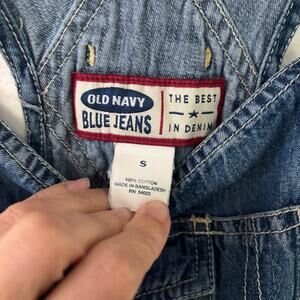 OLD NAVY
BLUE JEANS
THE BEST
IN DENIM
S
100% COTTON
MADE IN BANGLADESH
RN 54023